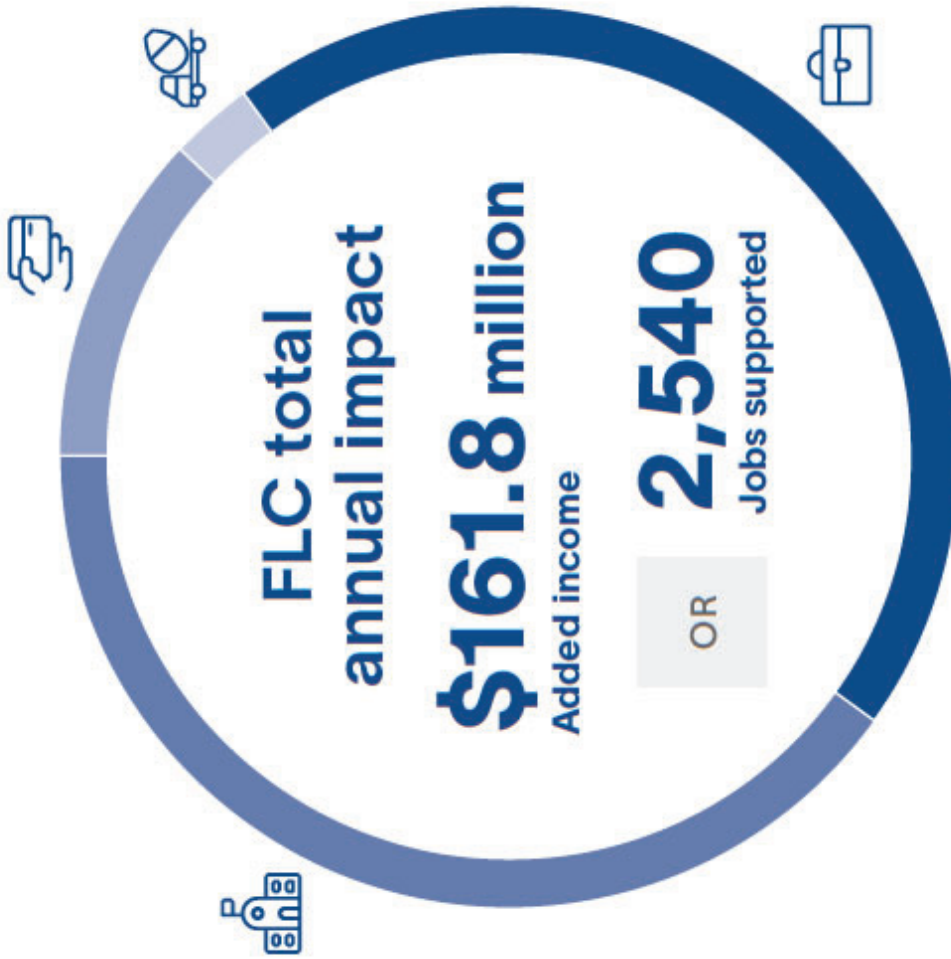 FLC total
annual impact
$161.8 million
Added income
OR
2,540
Jobs supported